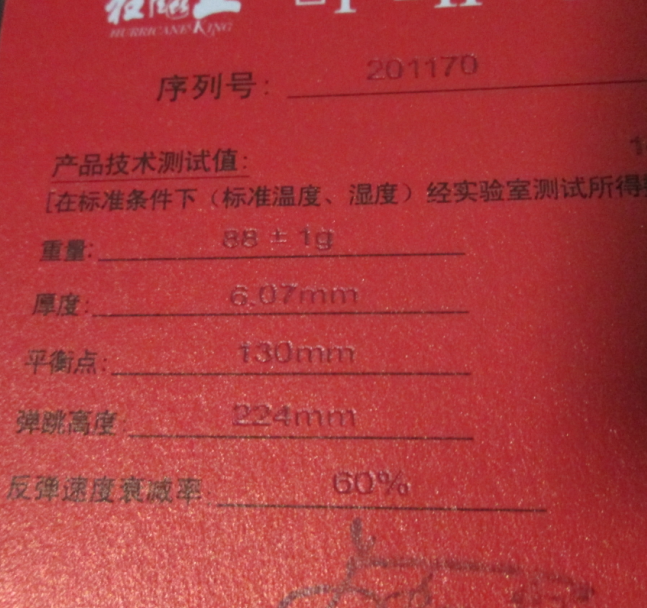 狂飚王
HURRICANE KING
序列号: 201170
产品技术测试值:
[在标准条件下（标准温度、湿度）经实验室测试所得
重量: 88 ± 1g
厚度: 6.07mm
平衡点: 130mm
弹跳高度 224mm
反弹速度衰减率 60%